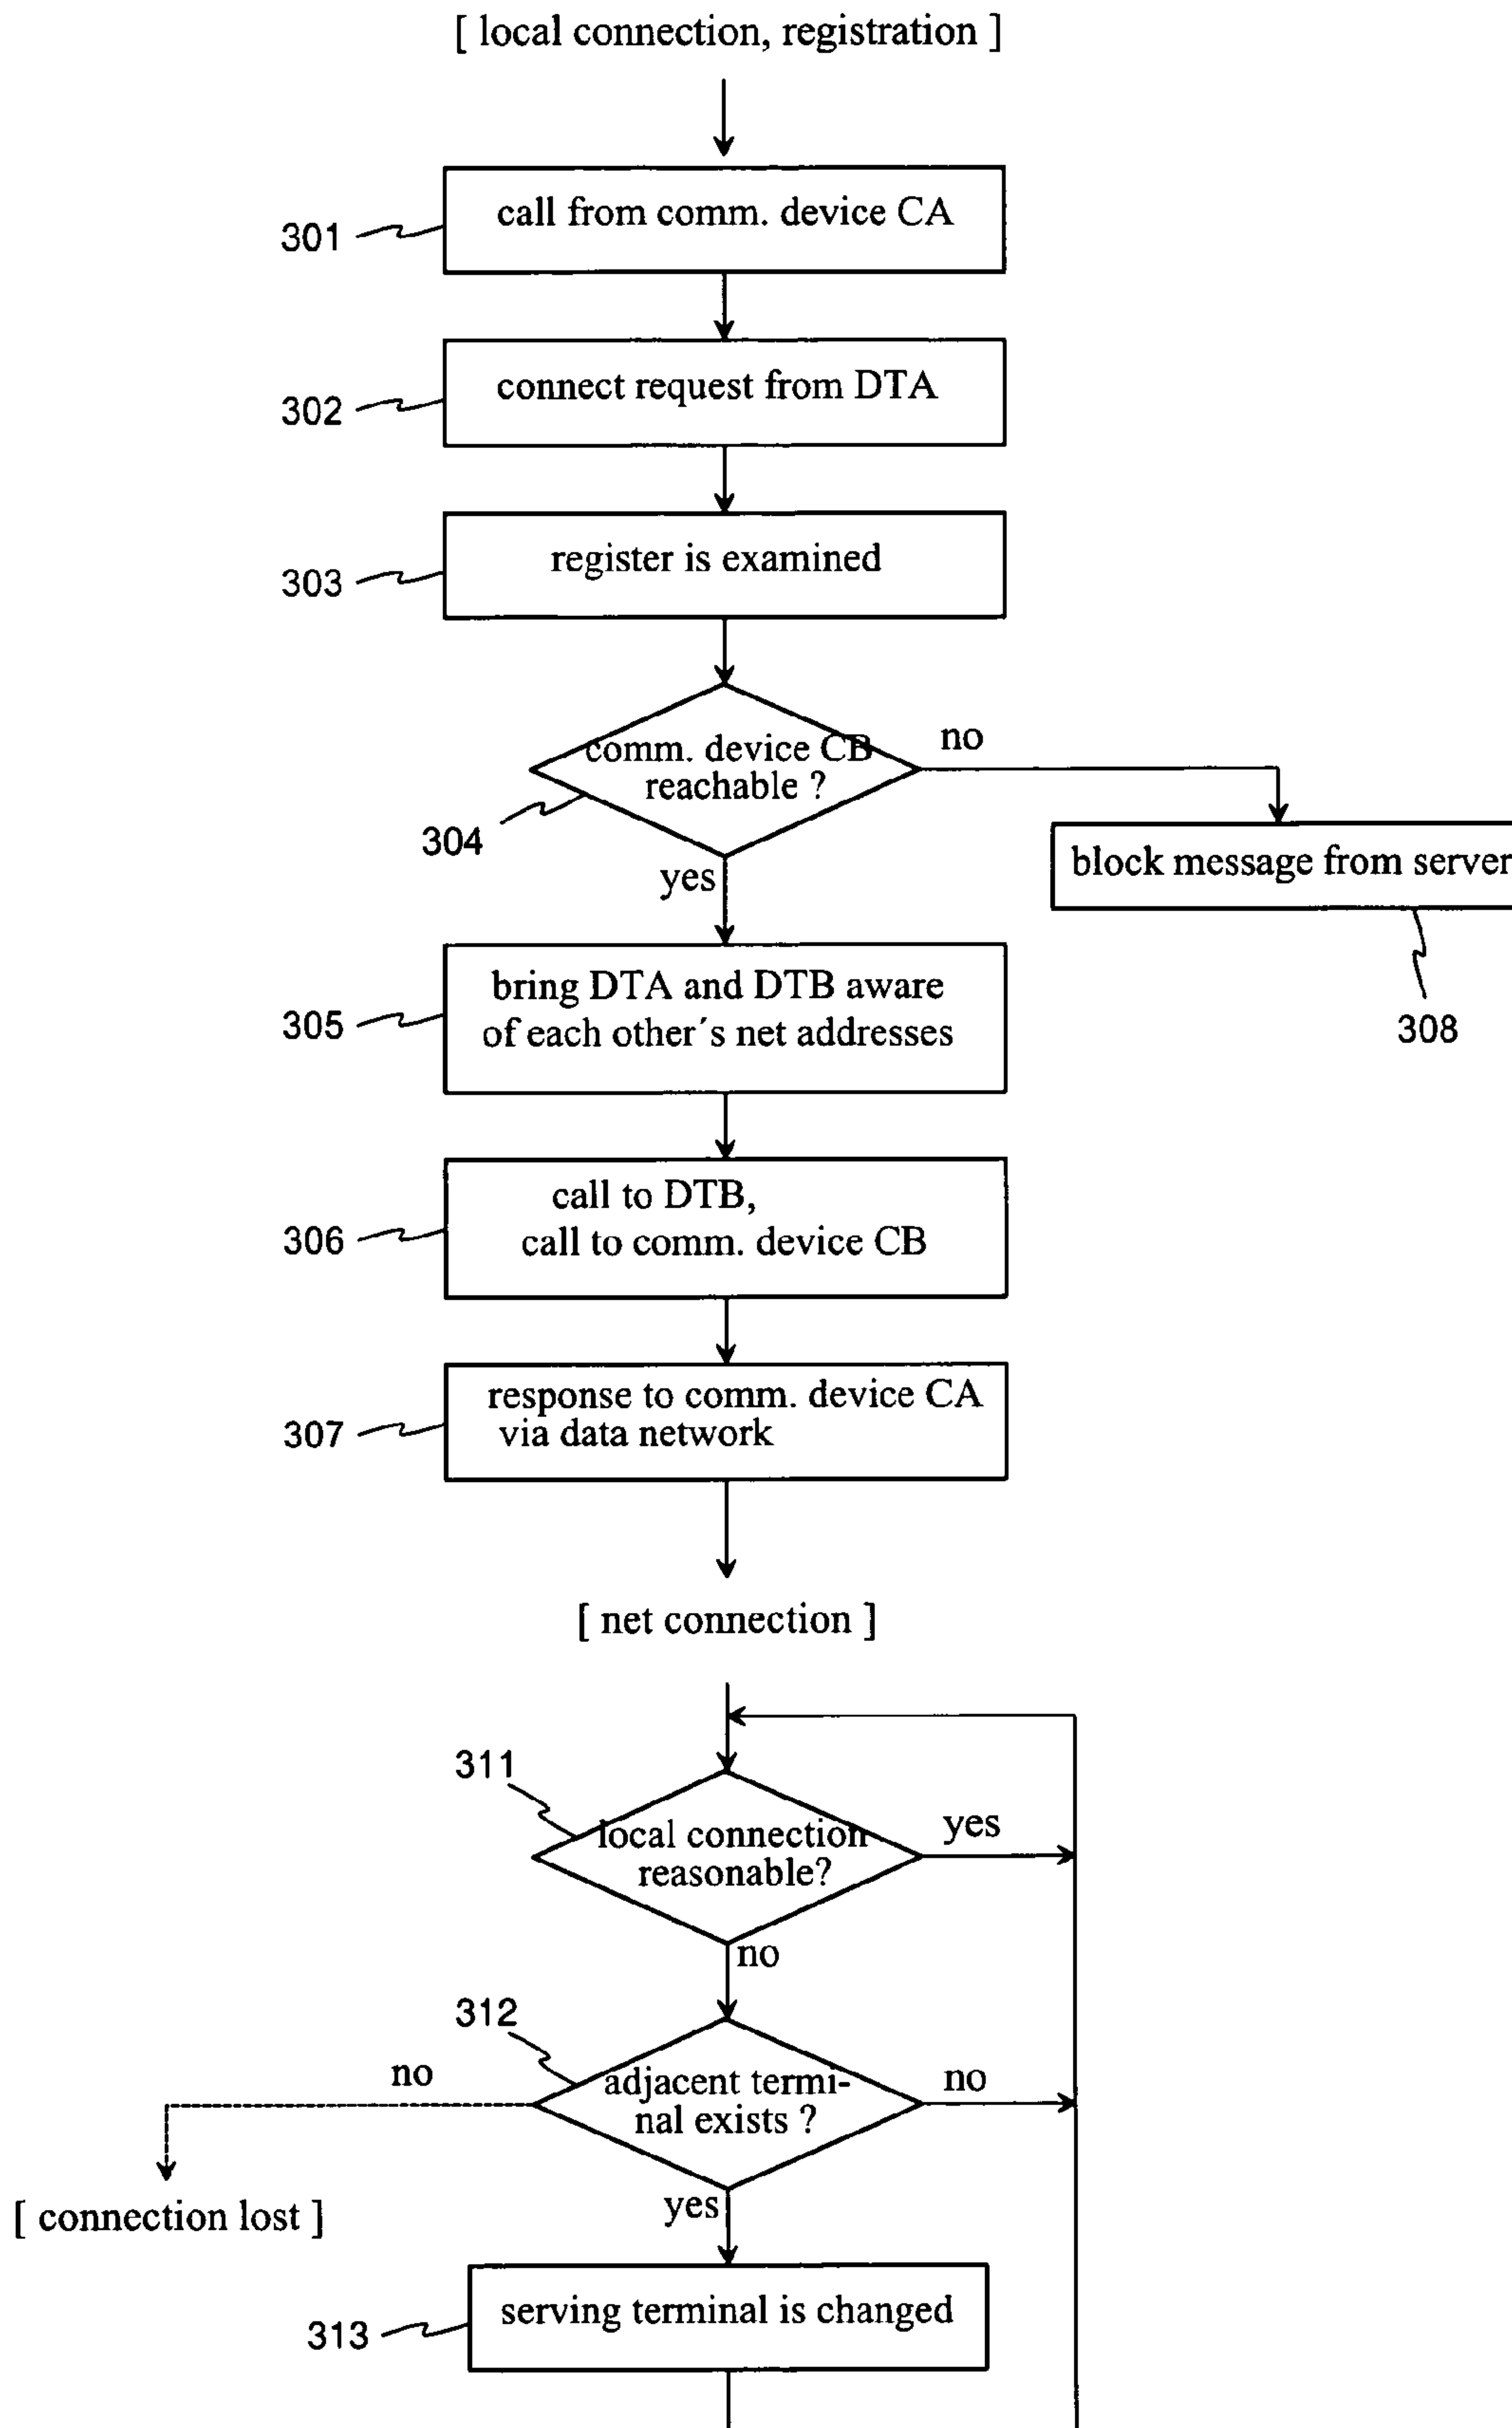 [ local connection, registration ]
301
call from comm. device CA
302
connect request from DTA
303
register is examined
comm. device CB
reachable ?
no
304
yes
block message from server
308
305
bring DTA and DTB aware
of each other´s net addresses
306
call to DTB,
call to comm. device CB
307
response to comm. device CA
via data network
[ net connection ]
311
local connection
reasonable?
yes
no
312
no
adjacent termi-
nal exists ?
no
[ connection lost ]
yes
313
serving terminal is changed